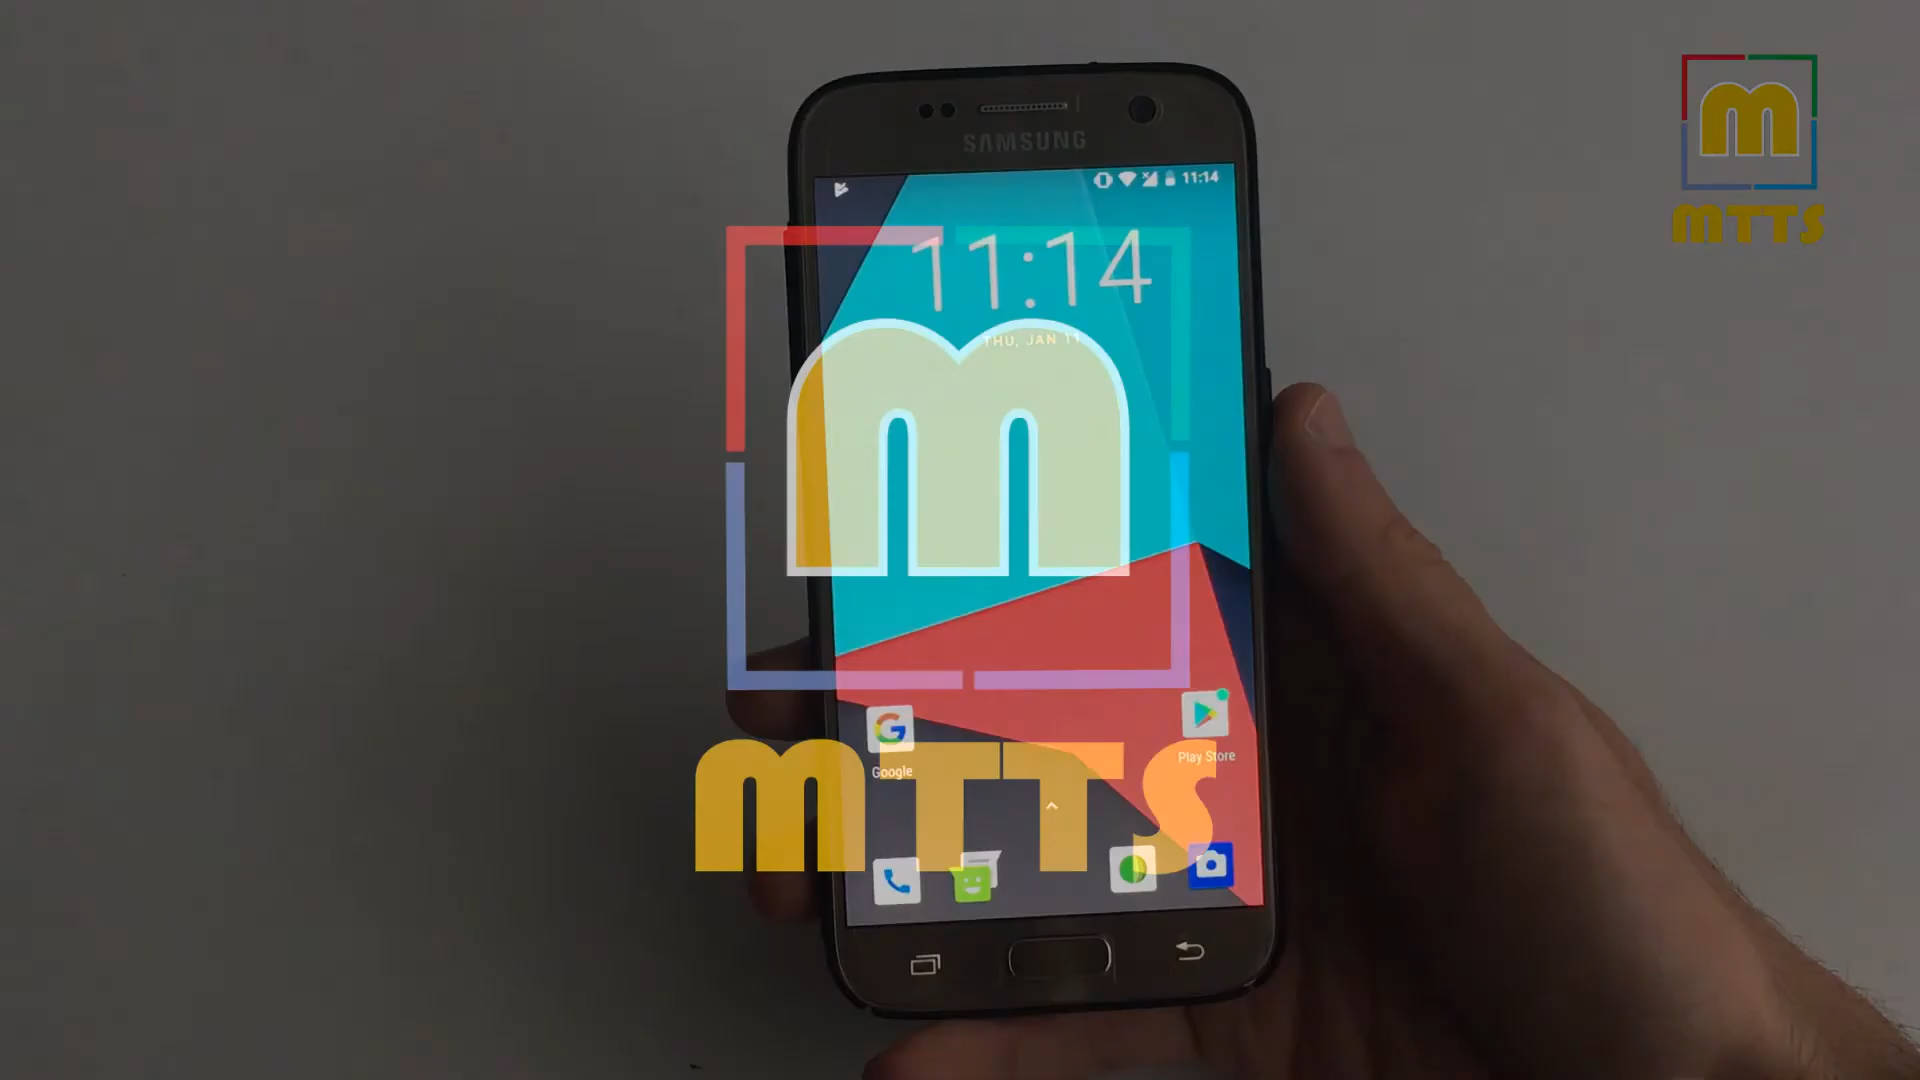 SAMSUNG
11:14
11:14
THU, JAN 11
m
MTTS
m
MTTS
Google
Play Store